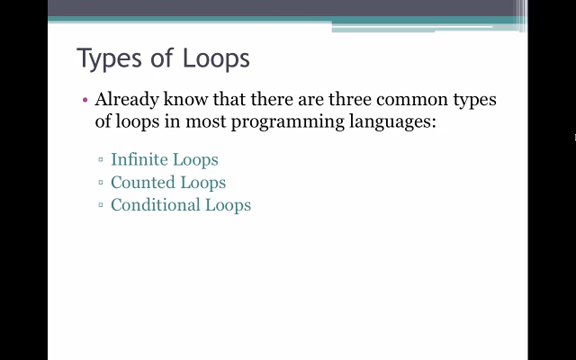 Types of Loops
• Already know that there are three common types
of loops in most programming languages:
▫ Infinite Loops
▫ Counted Loops
▫ Conditional Loops